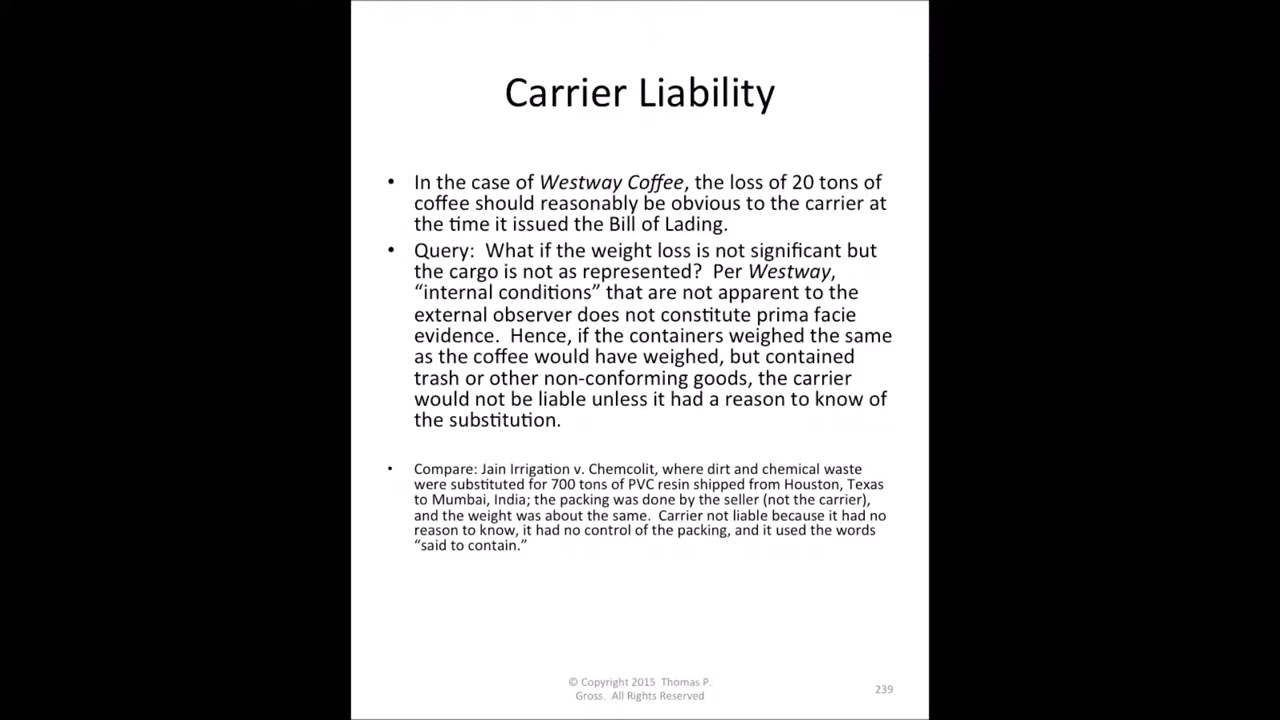 Carrier Liability
• In the case of Westway Coffee, the loss of 20 tons of
coffee should reasonably be obvious to the carrier at
the time it issued the Bill of Lading.
• Query:  What if the weight loss is not significant but
the cargo is not as represented?  Per Westway,
“internal conditions” that are not apparent to the
external observer does not constitute prima facie
evidence.  Hence, if the containers weighed the same
as the coffee would have weighed, but contained
trash or other non-conforming goods, the carrier
would not be liable unless it had a reason to know of
the substitution.
• Compare: Jain Irrigation v. Chemcolit, where dirt and chemical waste
were substituted for 700 tons of PVC resin shipped from Houston, Texas
to Mumbai, India; the packing was done by the seller (not the carrier),
and the weight was about the same.  Carrier not liable because it had no
reason to know, it had no control of the packing, and it used the words
“said to contain.”
© Copyright 2015  Thomas P.
Gross.  All Rights Reserved
239